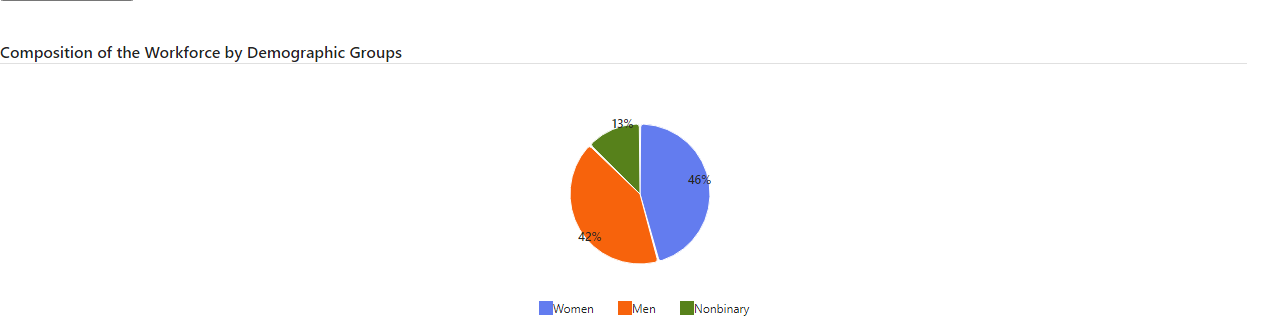 Composition of the Workforce by Demographic Groups
13%
46%
42%
Women Men Nonbinary